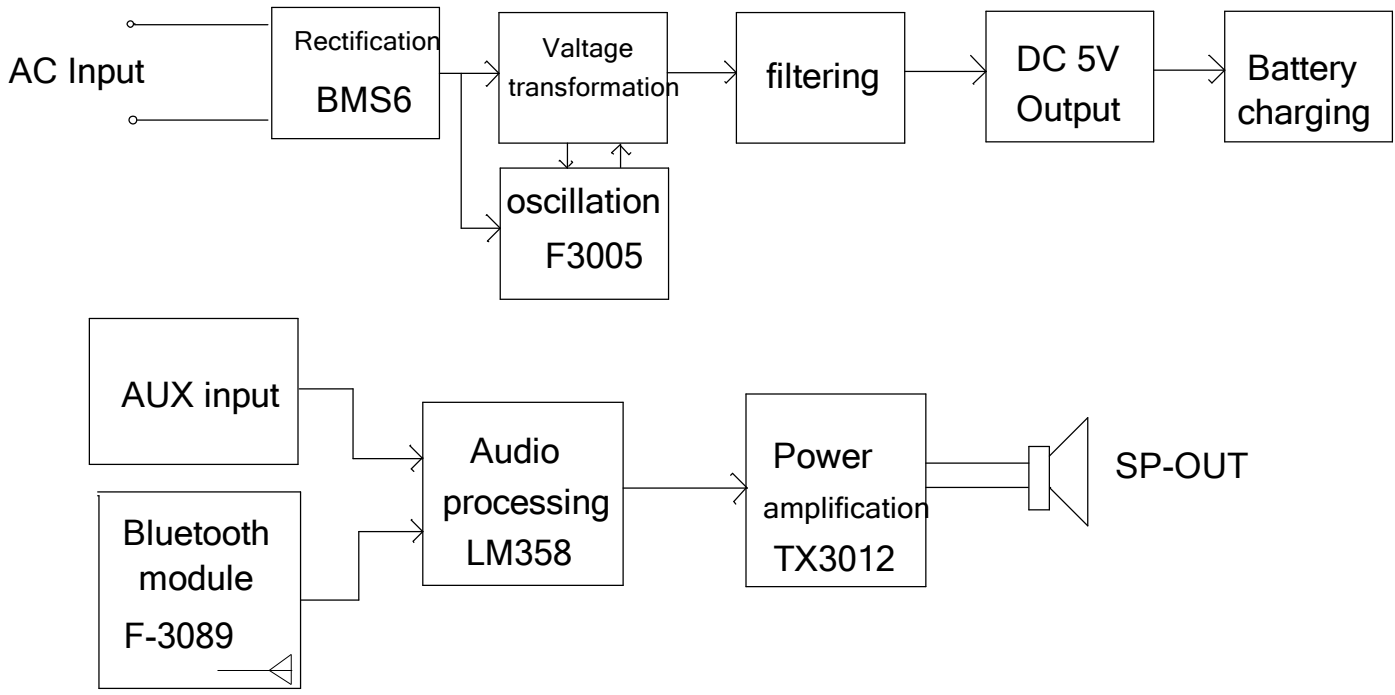 AC Input
Rectification
BMS6
Valtage
transformation
filtering
DC 5V
Output
Battery
charging
oscillation
F3005
AUX input
Bluetooth
module
F-3089
Audio
processing
LM358
Power
amplification
TX3012
SP-OUT